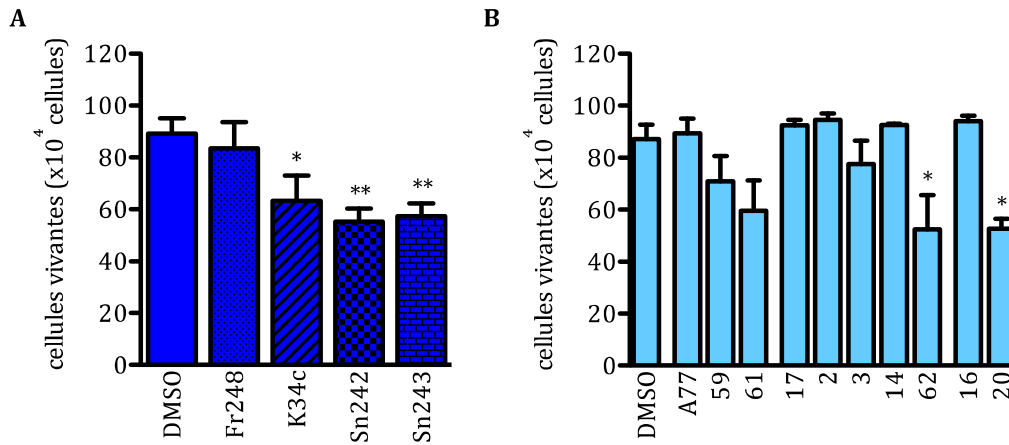 A
cellules vivantes (x10⁴ cellules)
120
100
80
60
40
20
0
*
**
**
DMSO
Fr248
K34c
Sn242
Sn243
B
cellules vivantes (x10⁴ cellules)
120
100
80
60
40
20
0
*
*
DMSO
A77
59
61
17
2
3
14
62
16
20